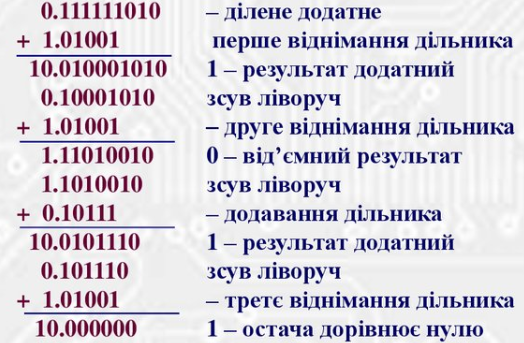 0.111111010 – ділене додатне
+ 1.01001 перше віднімання дільника
10.010001010 1 – результат додатний
0.10001010 зсув ліворуч
+ 1.01001 – друге віднімання дільника
1.11010010 0 – від’ємний результат
1.1010010 зсув ліворуч
+ 0.10111 – додавання дільника
10.0101110 1 – результат додатний
0.101110 зсув ліворуч
+ 1.01001 – третє віднімання дільника
10.000000 1 – остача дорівнює нулю